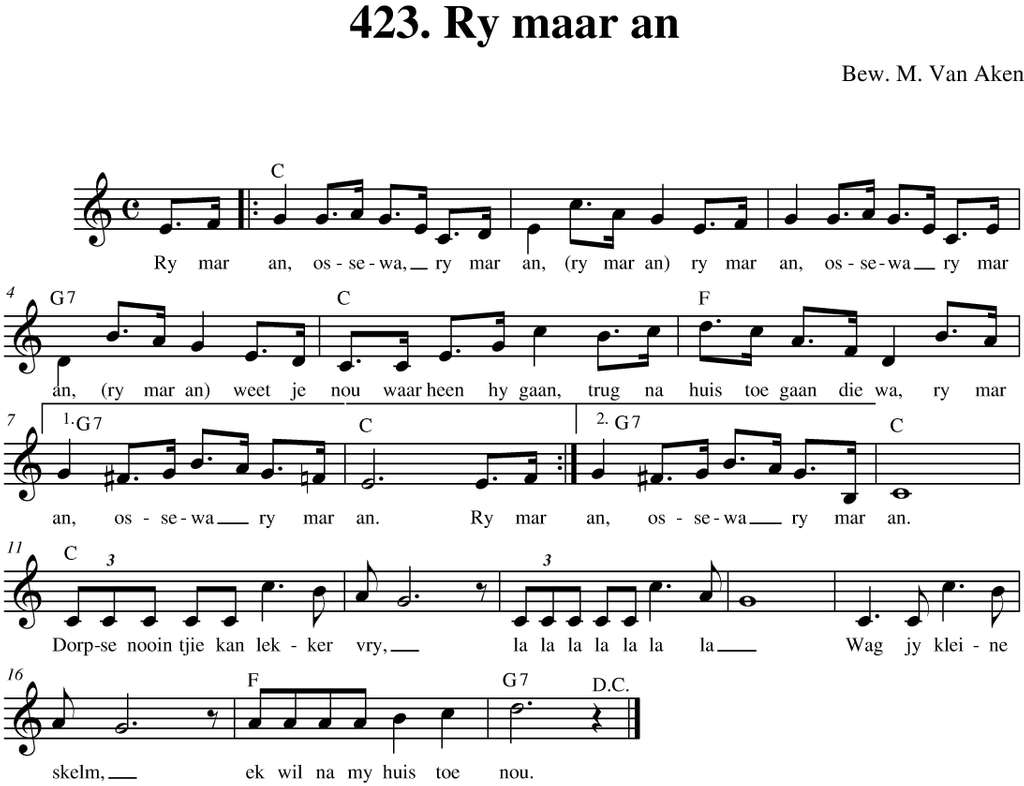 423. Ry maar an
Bew. M. Van Aken
C
Ry mar an, os - se - wa, _ ry mar an, (ry mar an) ry mar an, os - se - wa _ ry mar
4 G7 C F
an, (ry mar an) weet je nou waar heen hy gaan, trug na huis toe gaan die wa, ry mar
7 1. G7 C 2. G7 C
an, os - se - wa _ ry mar an. Ry mar an, os - se - wa _ ry mar an.
11 C 3 3
Dorp-se nooin tjie kan lek - ker vry, _ la la la la la la la _ Wag jy klei - ne
16 F G7 D.C.
skelm, _ ek wil na my huis toe nou.